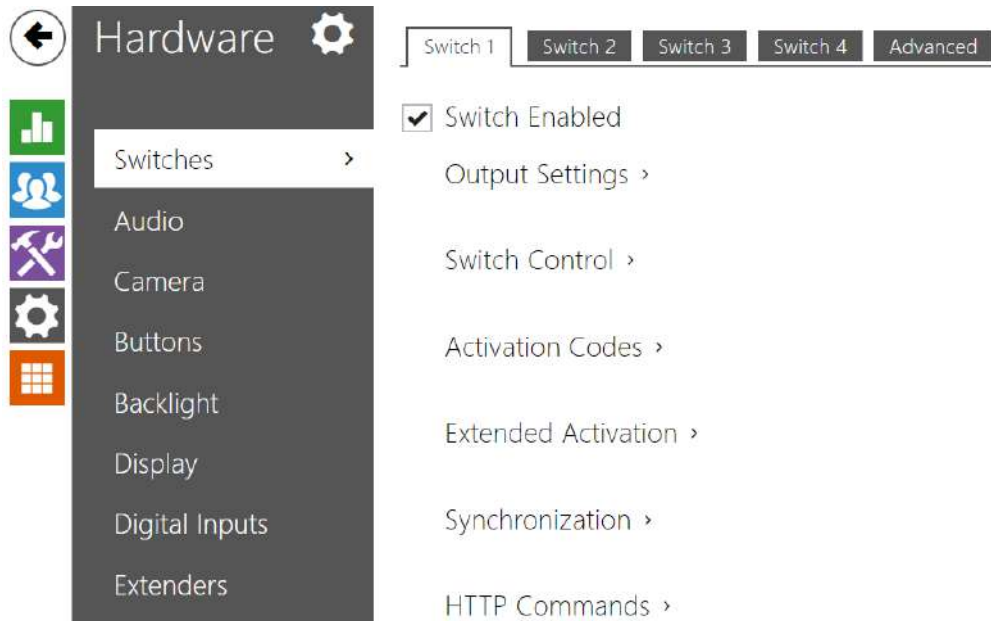 Hardware
Switches
Audio
Camera
Buttons
Backlight
Display
Digital Inputs
Extenders
Switch 1 Switch 2 Switch 3 Switch 4 Advanced
Switch Enabled
Output Settings
Switch Control
Activation Codes
Extended Activation
Synchronization
HTTP Commands